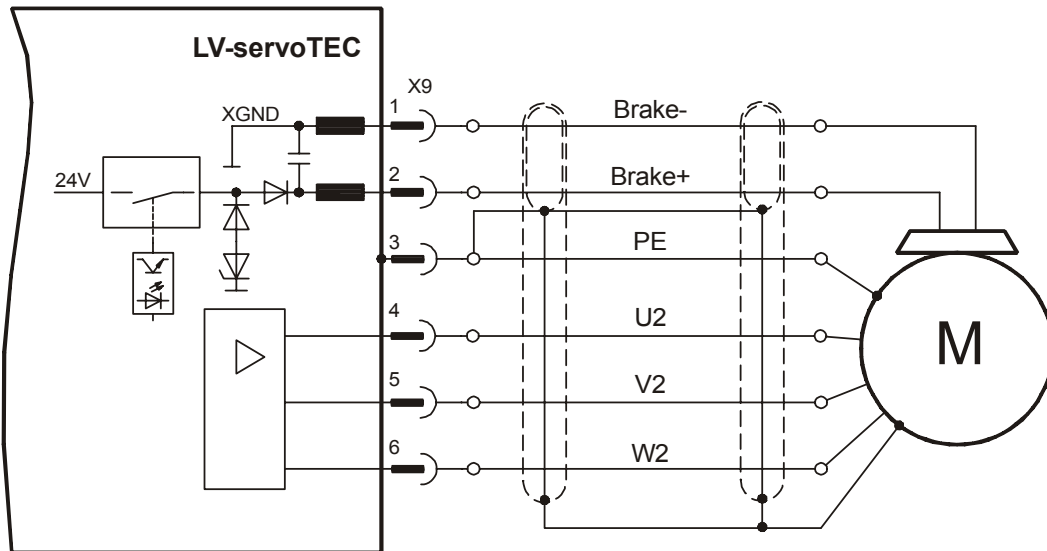 LV-servoTEC
X9
XGND
1
Brake-
24V
2
Brake+
3
PE
4
U2
M
5
V2
6
W2